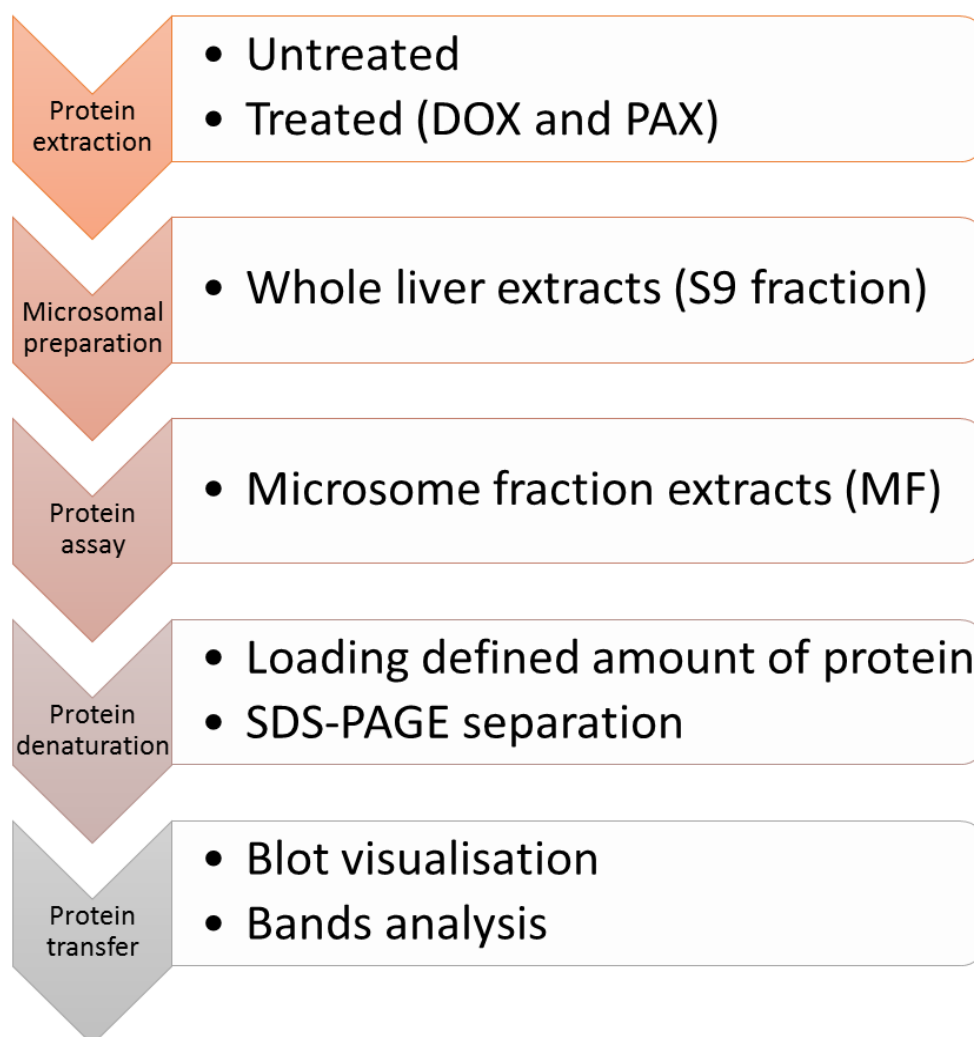 Protein
extraction
• Untreated
• Treated (DOX and PAX)
Microsomal
preparation
• Whole liver extracts (S9 fraction)
Protein
assay
• Microsome fraction extracts (MF)
Protein
denaturation
• Loading defined amount of protein
• SDS-PAGE separation
Protein
transfer
• Blot visualisation
• Bands analysis